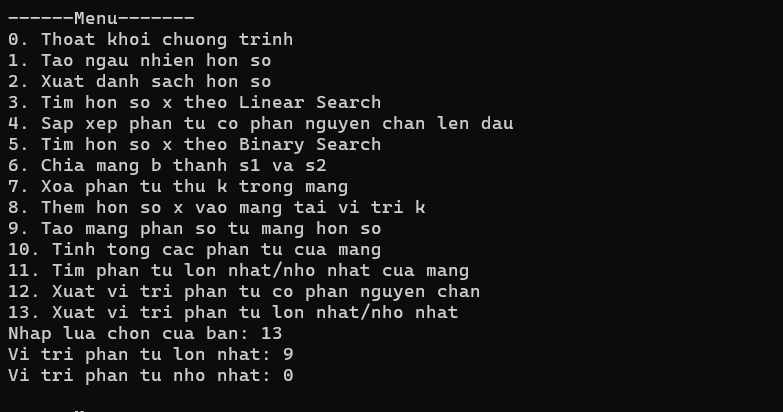 ------Menu-------
0. Thoat khoi chuong trinh
1. Tao ngau nhien hon so
2. Xuat danh sach hon so
3. Tim hon so x theo Linear Search
4. Sap xep phan tu co phan nguyen chan len dau
5. Tim hon so x theo Binary Search
6. Chia mang b thanh s1 va s2
7. Xoa phan tu thu k trong mang
8. Them hon so x vao mang tai vi tri k
9. Tao mang phan so tu mang hon so
10. Tinh tong cac phan tu cua mang
11. Tim phan tu lon nhat/nho nhat cua mang
12. Xuat vi tri phan tu co phan nguyen chan
13. Xuat vi tri phan tu lon nhat/nho nhat
Nhap lua chon cua ban: 13
Vi tri phan tu lon nhat: 9
Vi tri phan tu nho nhat: 0